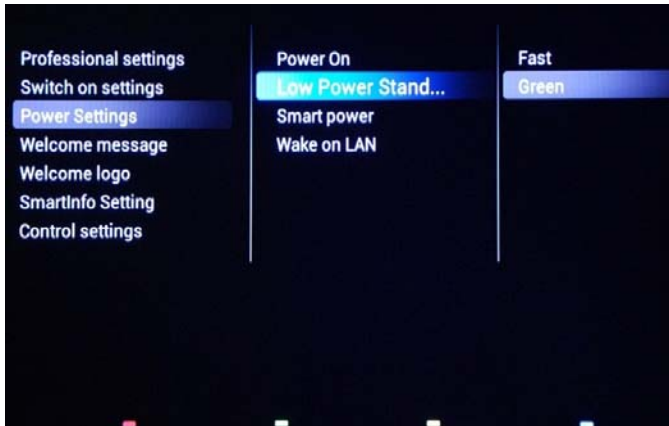 Professional settings
Switch on settings
Power Settings
Welcome message
Welcome logo
SmartInfo Setting
Control settings
Power On
Low Power Stand...
Smart power
Wake on LAN
Fast
Green